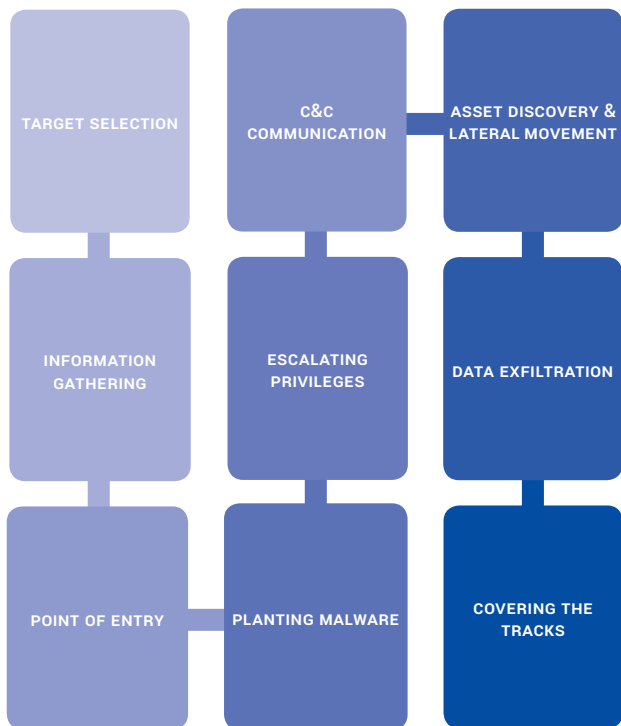 TARGET SELECTION
INFORMATION
GATHERING
POINT OF ENTRY
PLANTING MALWARE
ESCALATING
PRIVILEGES
C&C
COMMUNICATION
ASSET DISCOVERY &
LATERAL MOVEMENT
DATA EXFILTRATION
COVERING THE
TRACKS